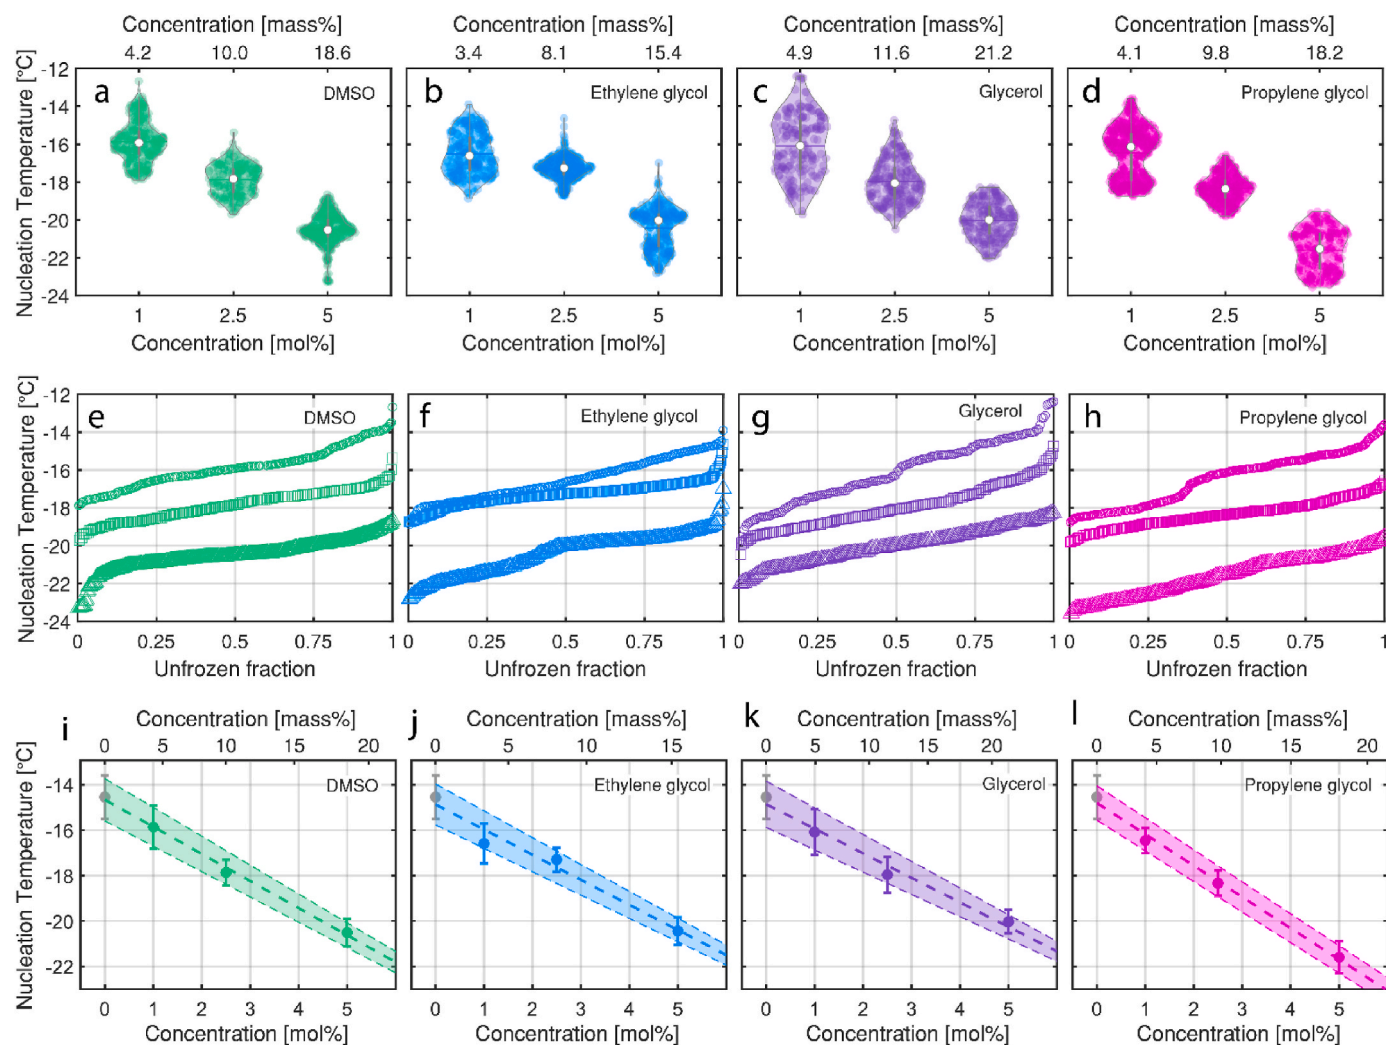 Concentration [mass%] Concentration [mass%] Concentration [mass%] Concentration [mass%]
4.2 10.0 18.6 3.4 8.1 15.4 4.9 11.6 21.2 4.1 9.8 18.2
Nucleation Temperature [°C]
-12
-16
-18
-20
-22
-24
a DMSO b Ethylene glycol c Glycerol d Propylene glycol
1 2.5 5 1 2.5 5 1 2.5 5 1 2.5 5
Concentration [mol%] Concentration [mol%] Concentration [mol%] Concentration [mol%]
Nucleation Temperature [°C]
-12
-14
-16
-18
-20
-22
-24
e DMSO f Ethylene glycol g Glycerol h Propylene glycol
0 0.25 0.5 0.75 1 0 0.25 0.5 0.75 1 0 0.25 0.5 0.75 1 0 0.25 0.5 0.75 1
Unfrozen fraction Unfrozen fraction Unfrozen fraction Unfrozen fraction
Concentration [mass%] Concentration [mass%] Concentration [mass%] Concentration [mass%]
0 5 10 15 20 0 5 10 15 0 5 10 15 20 0 5 10 15 20
Nucleation Temperature [°C]
-14
-16
-18
-20
-22
i DMSO j Ethylene glycol k Glycerol l Propylene glycol
0 1 2 3 4 5 0 1 2 3 4 5 0 1 2 3 4 5 0 1 2 3 4 5
Concentration [mol%] Concentration [mol%] Concentration [mol%] Concentration [mol%]